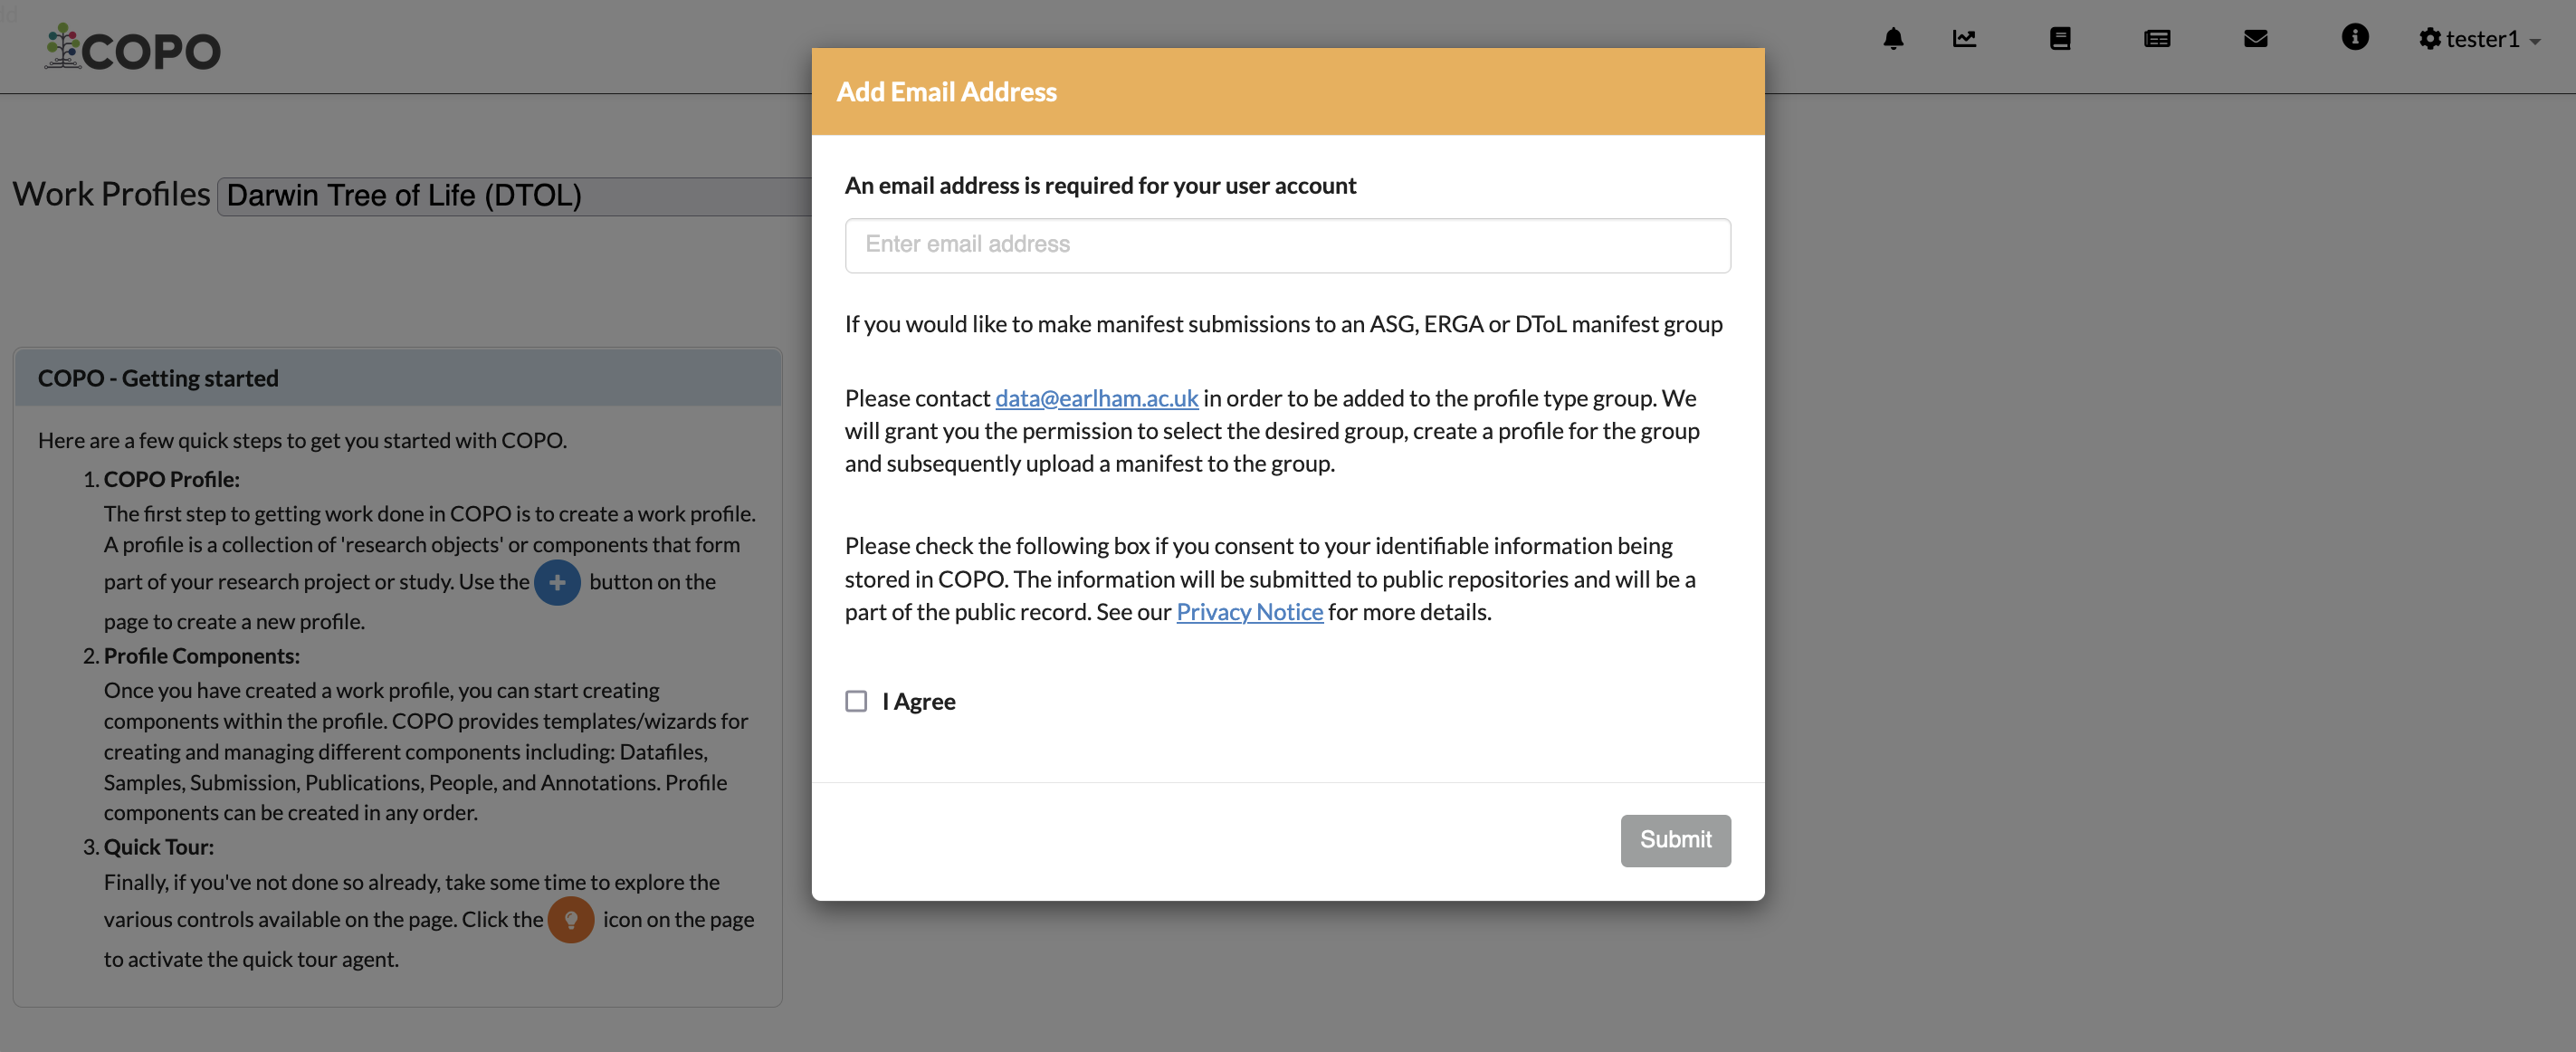 COPO
tester1
Work Profiles Darwin Tree of Life (DTOL)
COPO - Getting started
Here are a few quick steps to get you started with COPO.
1. COPO Profile:
The first step to getting work done in COPO is to create a work profile.
A profile is a collection of 'research objects' or components that form
part of your research project or study. Use the + button on the
page to create a new profile.
2. Profile Components:
Once you have created a work profile, you can start creating
components within the profile. COPO provides templates/wizards for
creating and managing different components including: Datafiles,
Samples, Submission, Publications, People, and Annotations. Profile
components can be created in any order.
3. Quick Tour:
Finally, if you've not done so already, take some time to explore the
various controls available on the page. Click the icon on the page
to activate the quick tour agent.
Add Email Address
An email address is required for your user account
Enter email address
If you would like to make manifest submissions to an ASG, ERGA or DToL manifest group
Please contact data@earlham.ac.uk in order to be added to the profile type group. We
will grant you the permission to select the desired group, create a profile for the group
and subsequently upload a manifest to the group.
Please check the following box if you consent to your identifiable information being
stored in COPO. The information will be submitted to public repositories and will be a
part of the public record. See our Privacy Notice for more details.
I Agree
Submit